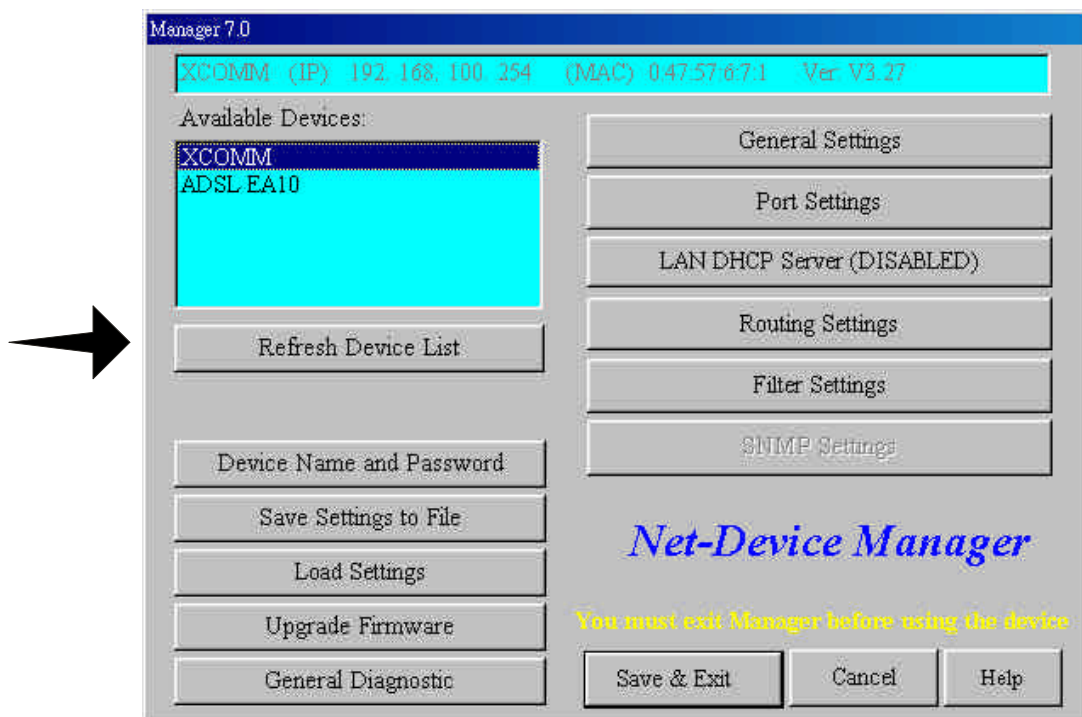 Manager 7.0
XCOMM (IP) 192. 168. 100. 254 (MAC) 0:47:57:6:7:1 Ver: V3.27
Available Devices:
XCOMM
ADSL EA10
Refresh Device List
Device Name and Password
Save Settings to File
Load Settings
Upgrade Firmware
General Diagnostic
General Settings
Port Settings
LAN DHCP Server (DISABLED)
Routing Settings
Filter Settings
SNMP Settings
Net-Device Manager
You must exit Manager before using the device
Save & Exit
Cancel
Help